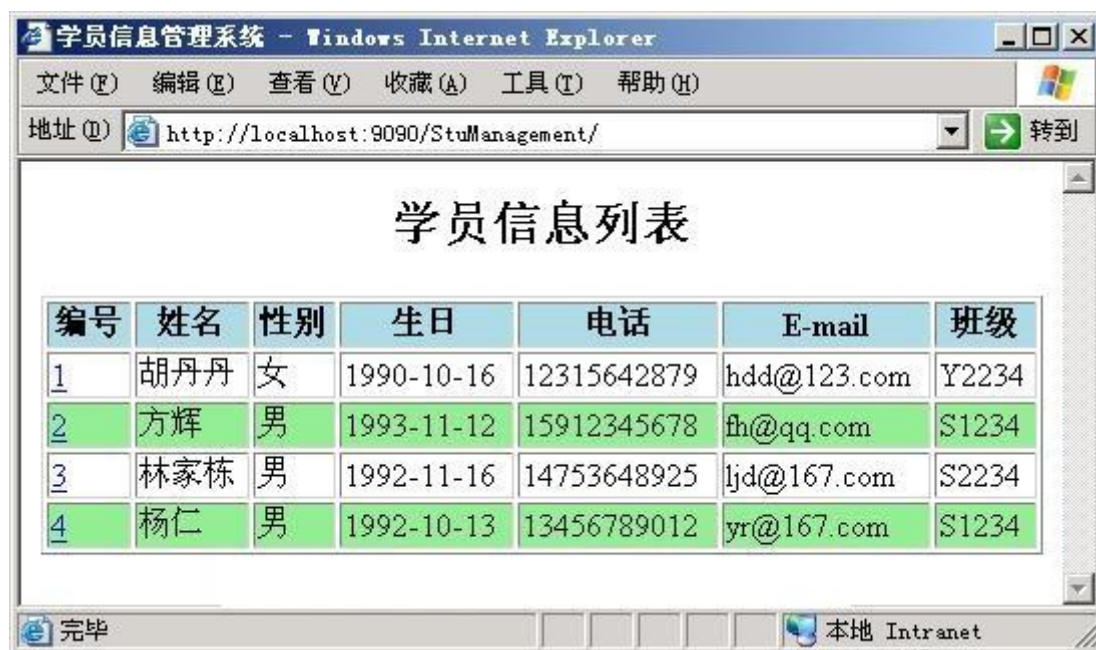 学员信息管理系统 - Windows Internet Explorer
文件(F) 编辑(E) 查看(V) 收藏(A) 工具(T) 帮助(H)
地址(D) http://localhost:9090/StuManagement/ 转到
学员信息列表
编号 姓名 性别 生日 电话 E-mail 班级
1 胡丹丹 女 1990-10-16 12315642879 hdd@123.com Y2234
2 方辉 男 1993-11-12 15912345678 fh@qq.com S1234
3 林家栋 男 1992-11-16 14753648925 ljd@167.com S2234
4 杨仁 男 1992-10-13 13456789012 yr@167.com S1234
完毕 本地 Intranet